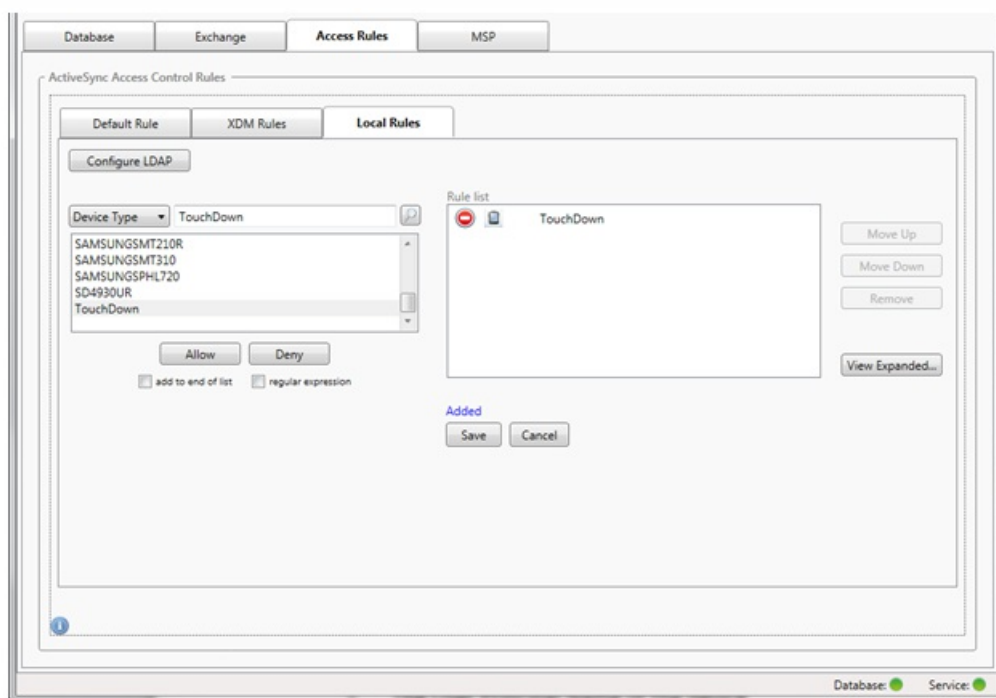 Database Exchange Access Rules MSP
ActiveSync Access Control Rules
Default Rule XDM Rules Local Rules
Configure LDAP
Rule list
Device Type TouchDown
TouchDown
SAMSUNGSMT210R
SAMSUNGSMT310
SAMSUNGSPHL720
SD4930UR
TouchDown
Move Up
Move Down
Remove
Allow Deny
View Expanded...
add to end of list regular expression
Added
Save Cancel
Database: Service: